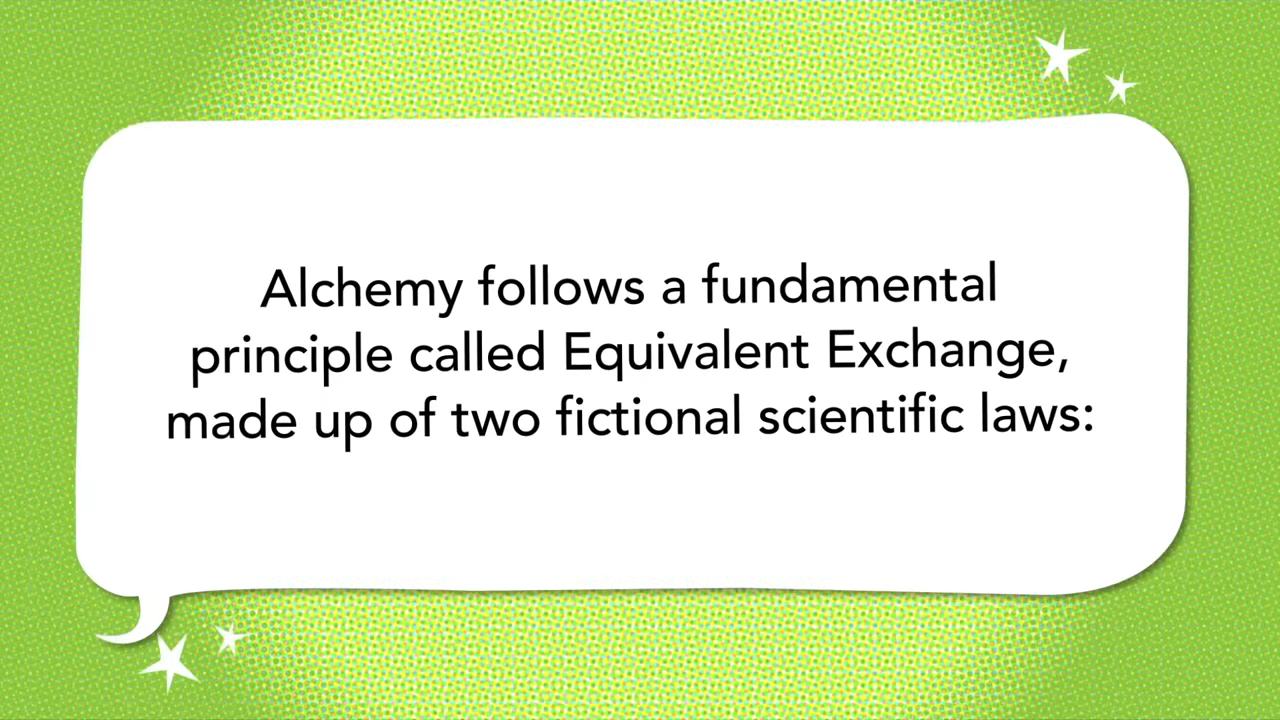 Alchemy follows a fundamental
principle called Equivalent Exchange,
made up of two fictional scientific laws: